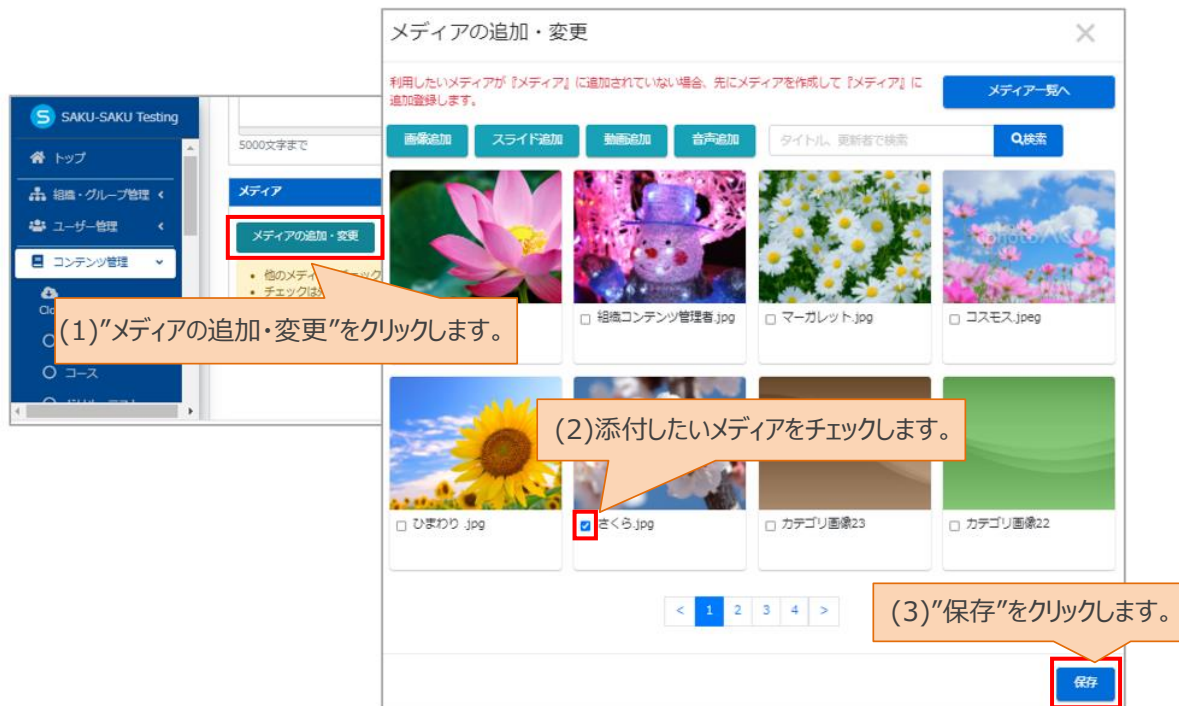 メディアの追加・変更
利用したいメディアが『メディア』に追加されていない場合、先にメディアを作成して『メディア』に
追加登録します。
メディア一覧へ
画像追加 スライド追加 動画追加 音声追加 タイトル、更新者で検索 検索
SAKU-SAKU Testing
トップ
組織・グループ管理
ユーザー管理
コンテンツ管理
コース
5000文字まで
メディア
メディアの追加・変更
(1)”メディアの追加・変更”をクリックします。
組織コンテンツ管理者.jpg
マーガレット.jpg
コスモス.jpeg
(2)添付したいメディアをチェックします。
ひまわり .jpg
さくら.jpg
カテゴリ画像23
カテゴリ画像22
< 1 2 3 4 >
(3)”保存”をクリックします。
保存